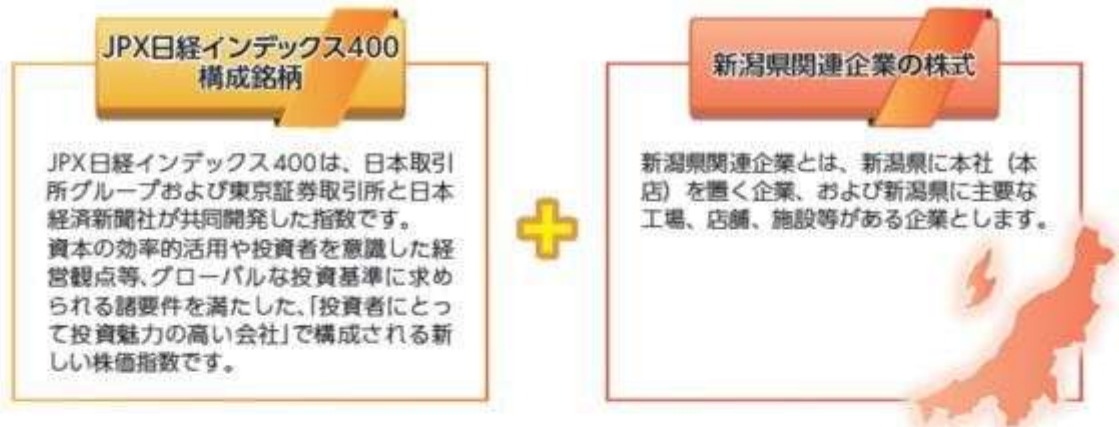 JPX日経インデックス400
構成銘柄
JPX日経インデックス400は、日本取引
所グループおよび東京証券取引所と日本
経済新聞社が共同開発した指数です。
資本の効率的活用や投資者を意識した経
営観点等、グローバルな投資基準に求め
られる諸要件を満たした、「投資者にとっ
て投資魅力の高い会社」で構成される新
しい株価指数です。
新潟県関連企業の株式
新潟県関連企業とは、新潟県に本社（本
店）を置く企業、および新潟県に主要な
工場、店舗、施設等がある企業とします。